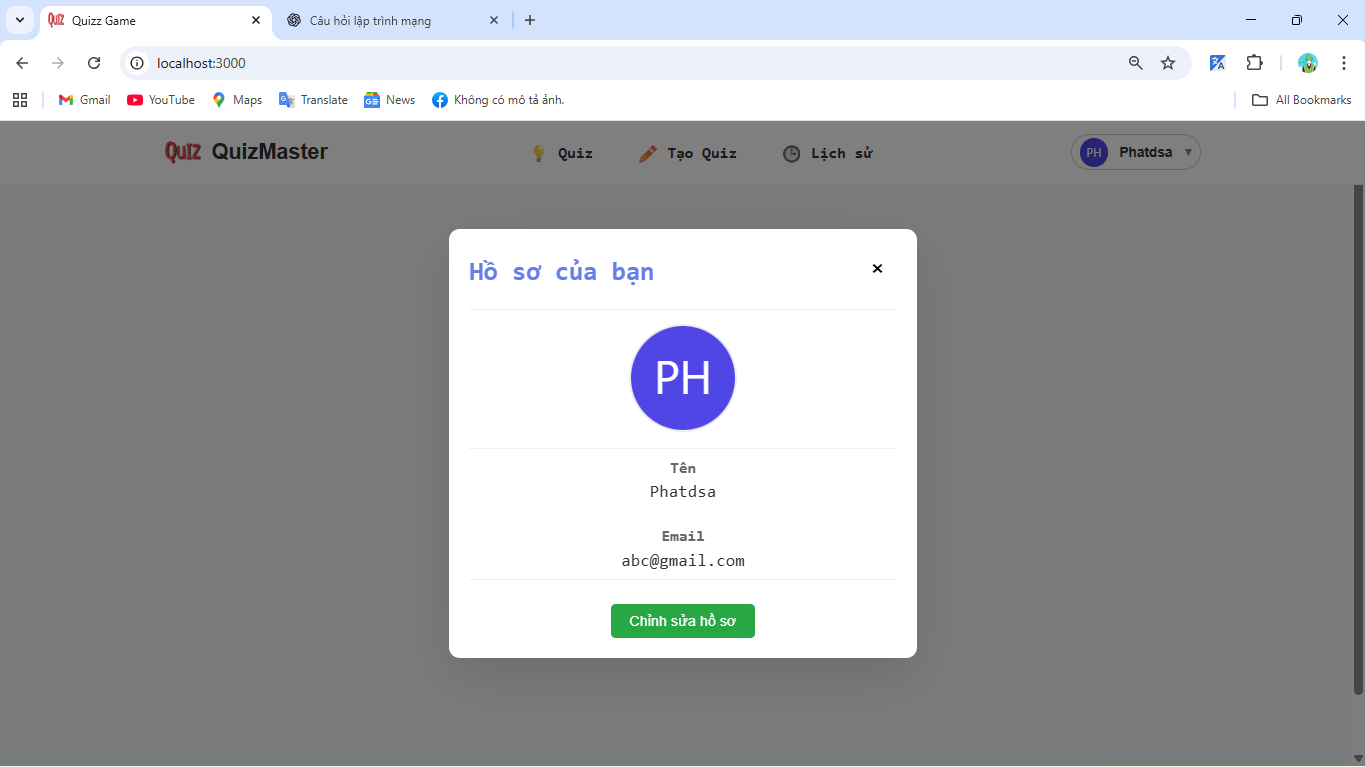 Quiz Quizz Game
Câu hỏi lập trình mạng
localhost:3000
Gmail YouTube Maps Translate News Không có mô tả ảnh. All Bookmarks
Quiz QuizMaster Quiz Tạo Quiz Lịch sử PH Phatdsa
Hồ sơ của bạn
PH
Tên
Phatdsa
Email
abc@gmail.com
Chỉnh sửa hồ sơ